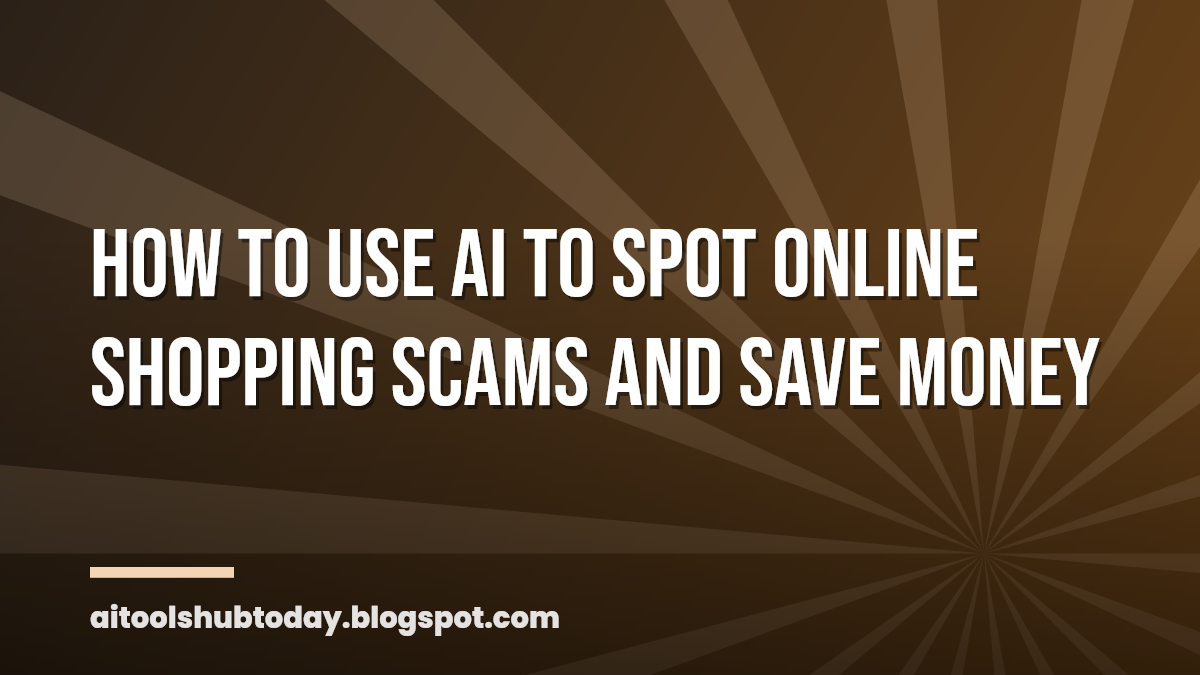 HOW TO USE AI TO SPOT ONLINE
SHOPPING SCAMS AND SAVE MONEY
aitoolshubtoday.blogspot.com